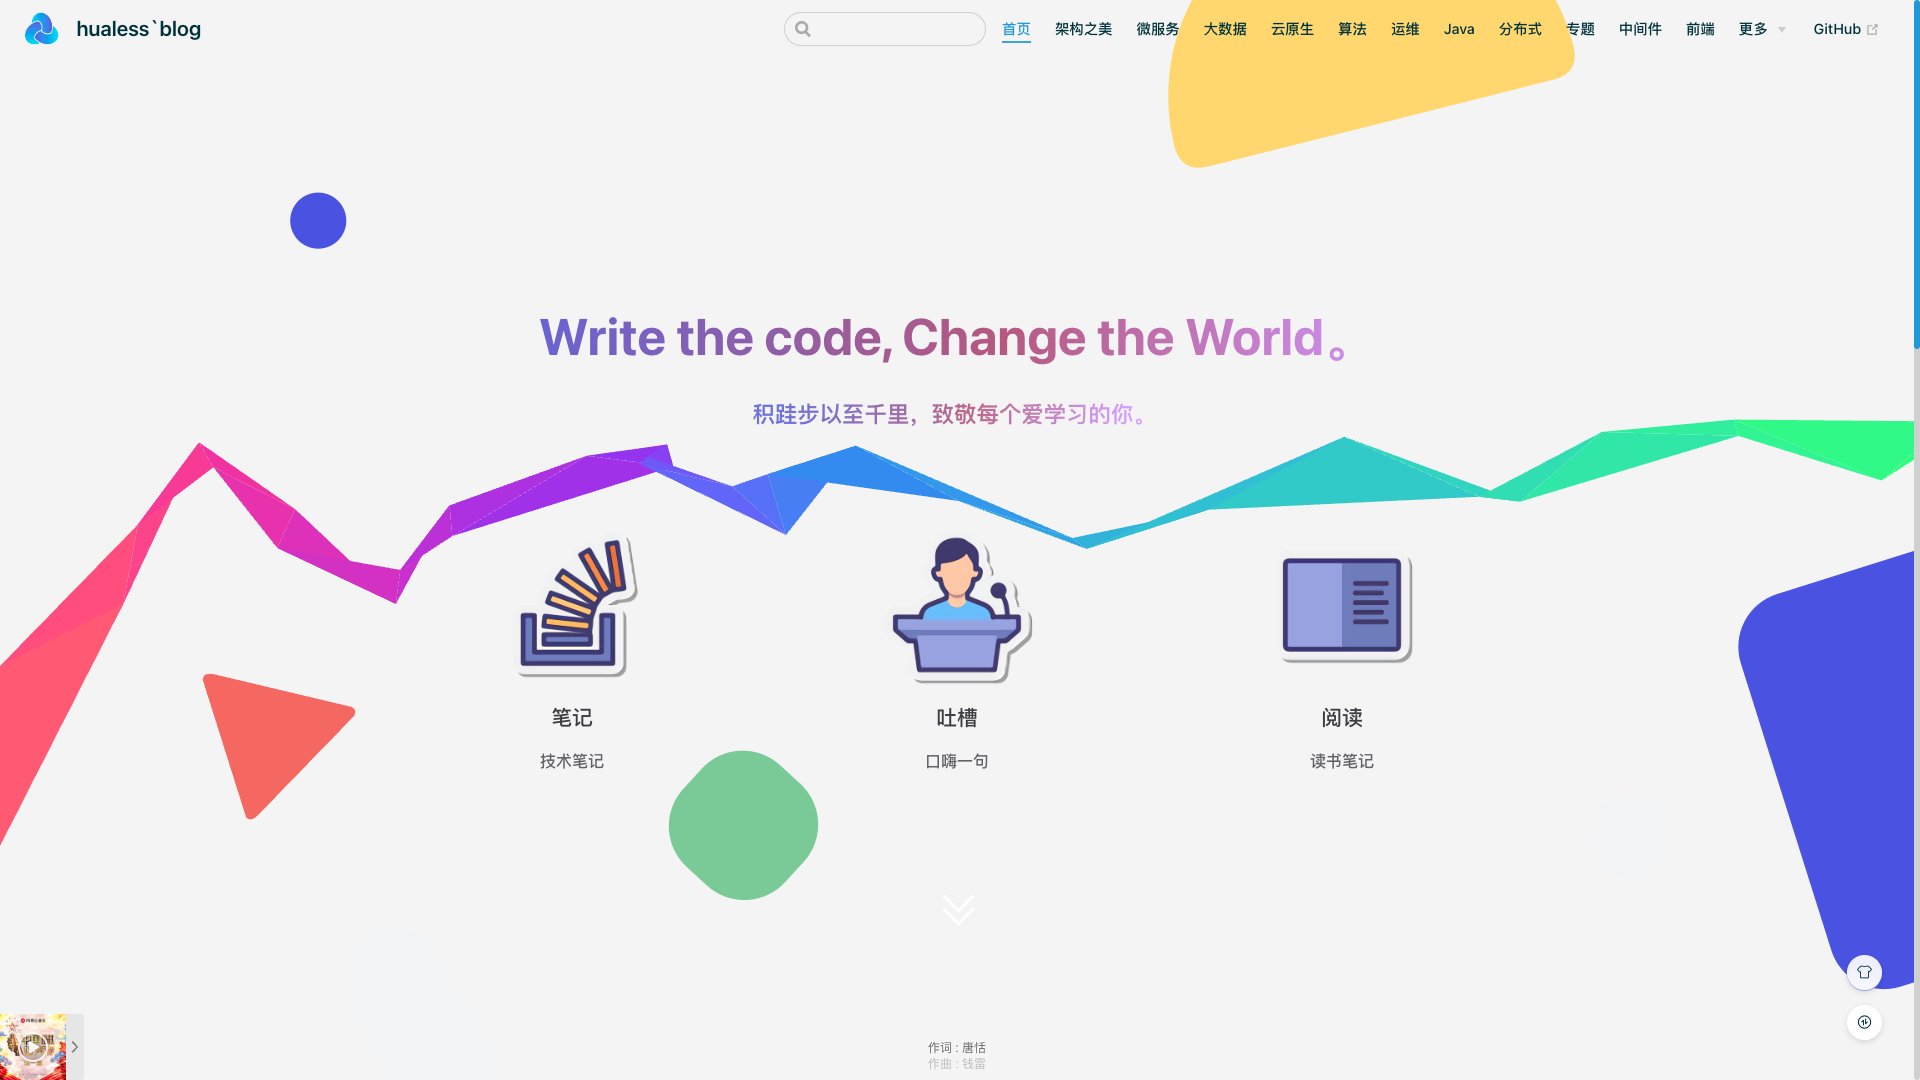 hualess`blog
首页 架构之美 微服务 大数据 云原生 算法 运维 Java 分布式 专题 中间件 前端 更多 GitHub
Write the code, Change the World。
积跬步以至千里，致敬每个爱学习的你。
笔记 吐槽 阅读
技术笔记 口嗨一句 读书笔记
作词 : 唐恬
作曲 : 钱雷